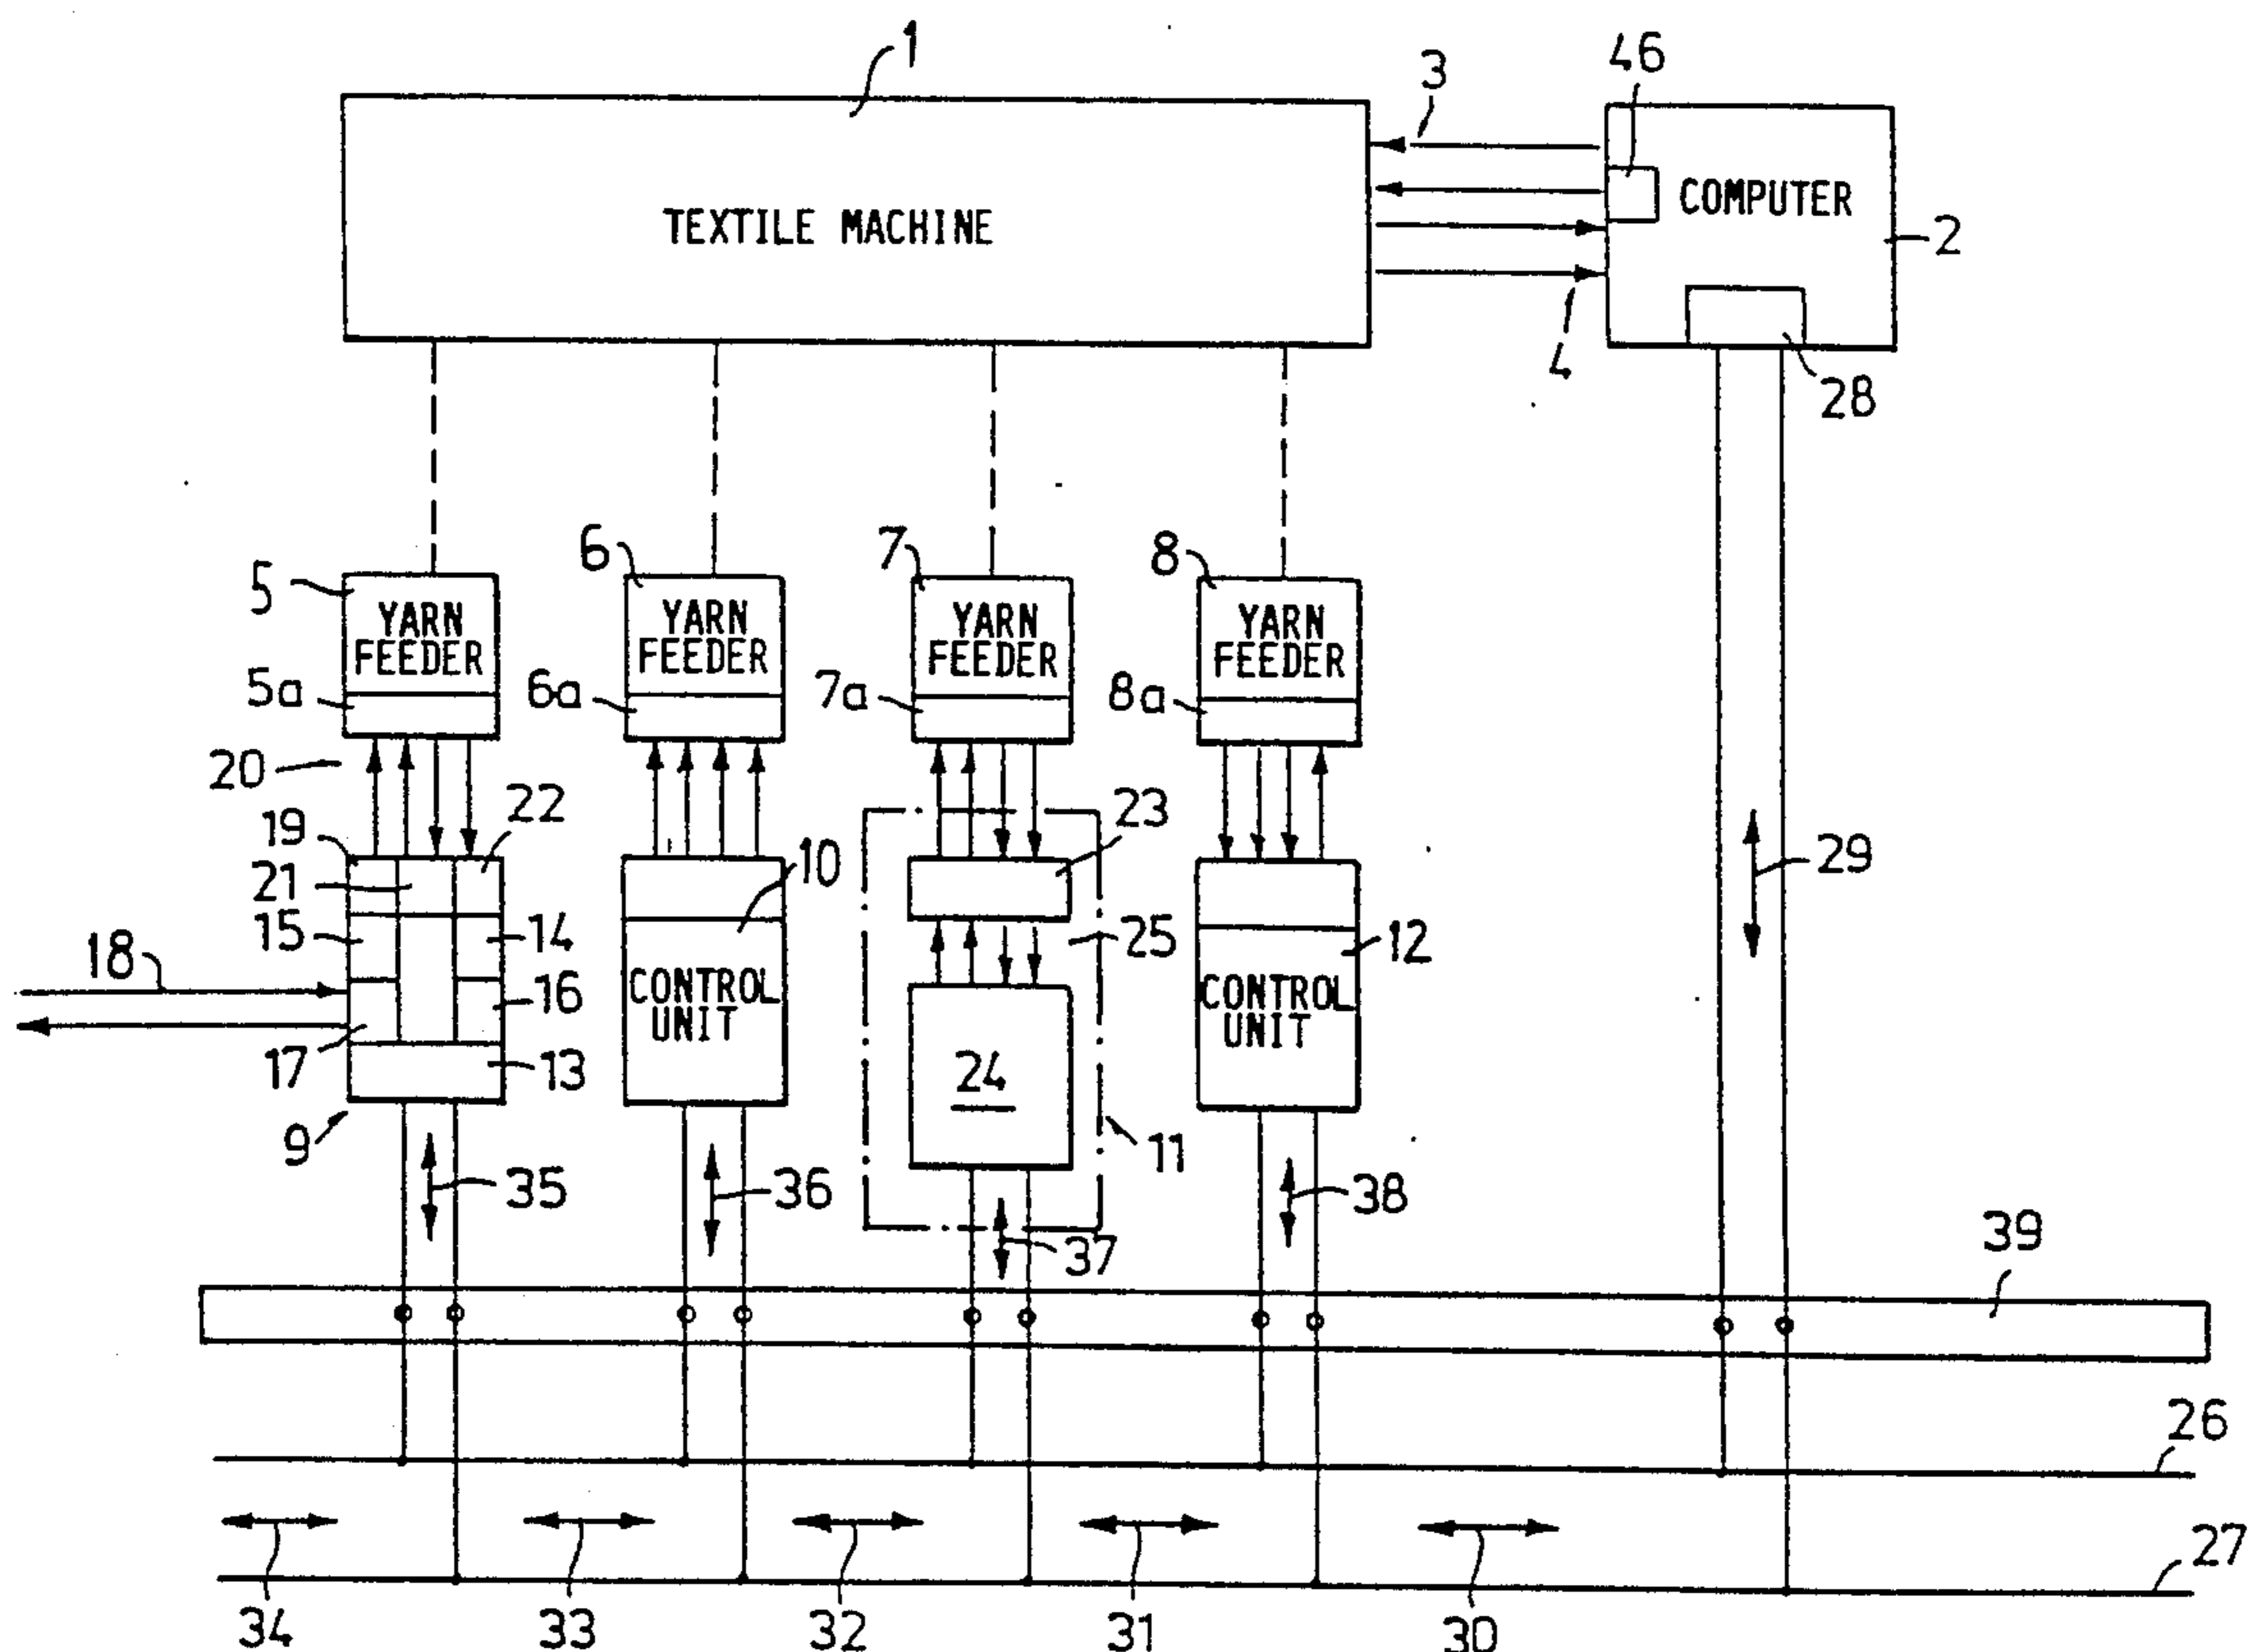 1
46
3
TEXTILE MACHINE
COMPUTER
2
4
28
5
6
7
8
YARN
FEEDER
YARN
FEEDER
YARN
FEEDER
YARN
FEEDER
5a
6a
7a
8a
20
19
22
23
21
10
29
15
14
25
12
18
16
CONTROL
UNIT
CONTROL
UNIT
17
13
24
9
11
35
36
37
38
39
26
27
34
33
32
31
30